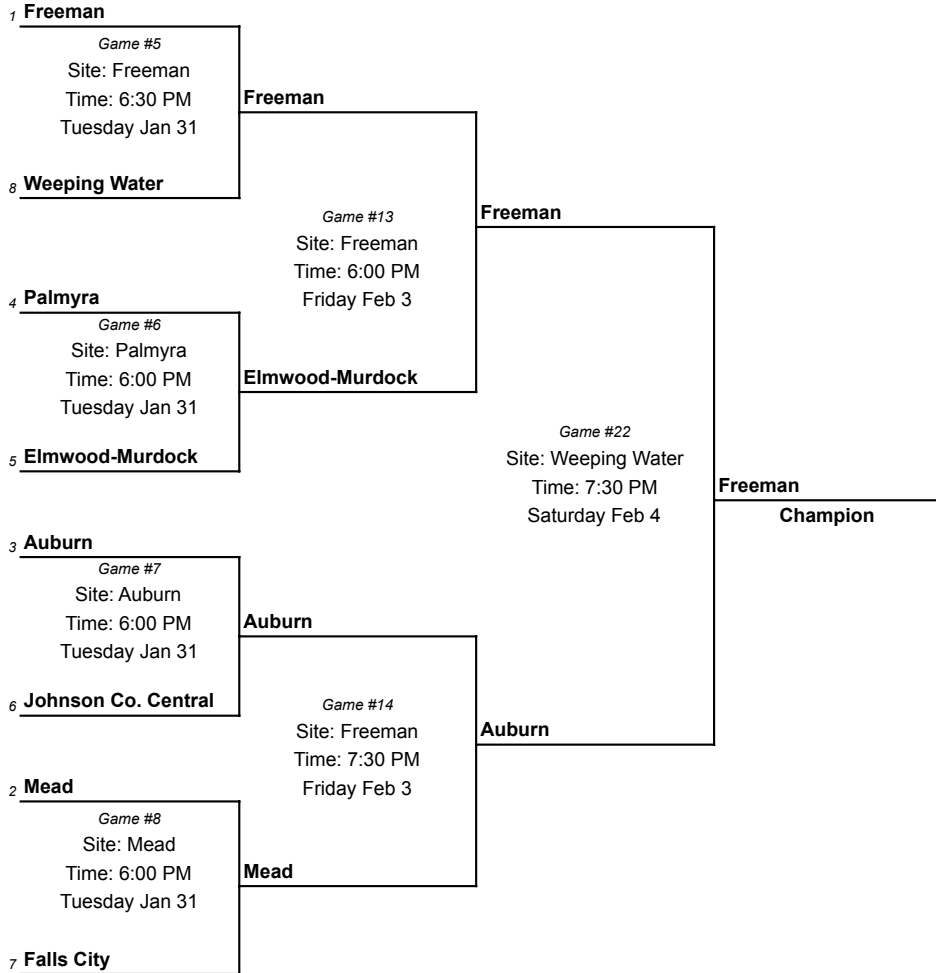 1 Freeman
Game #5
Site: Freeman
Time: 6:30 PM
Tuesday Jan 31
Freeman
8 Weeping Water
Game #13
Site: Freeman
Time: 6:00 PM
Friday Feb 3
Freeman
4 Palmyra
Game #6
Site: Palmyra
Time: 6:00 PM
Tuesday Jan 31
Elmwood-Murdock
5 Elmwood-Murdock
Game #22
Site: Weeping Water
Time: 7:30 PM
Saturday Feb 4
Freeman
Champion
3 Auburn
Game #7
Site: Auburn
Time: 6:00 PM
Tuesday Jan 31
Auburn
6 Johnson Co. Central
Game #14
Site: Freeman
Time: 7:30 PM
Friday Feb 3
Auburn
2 Mead
Game #8
Site: Mead
Time: 6:00 PM
Tuesday Jan 31
Mead
7 Falls City